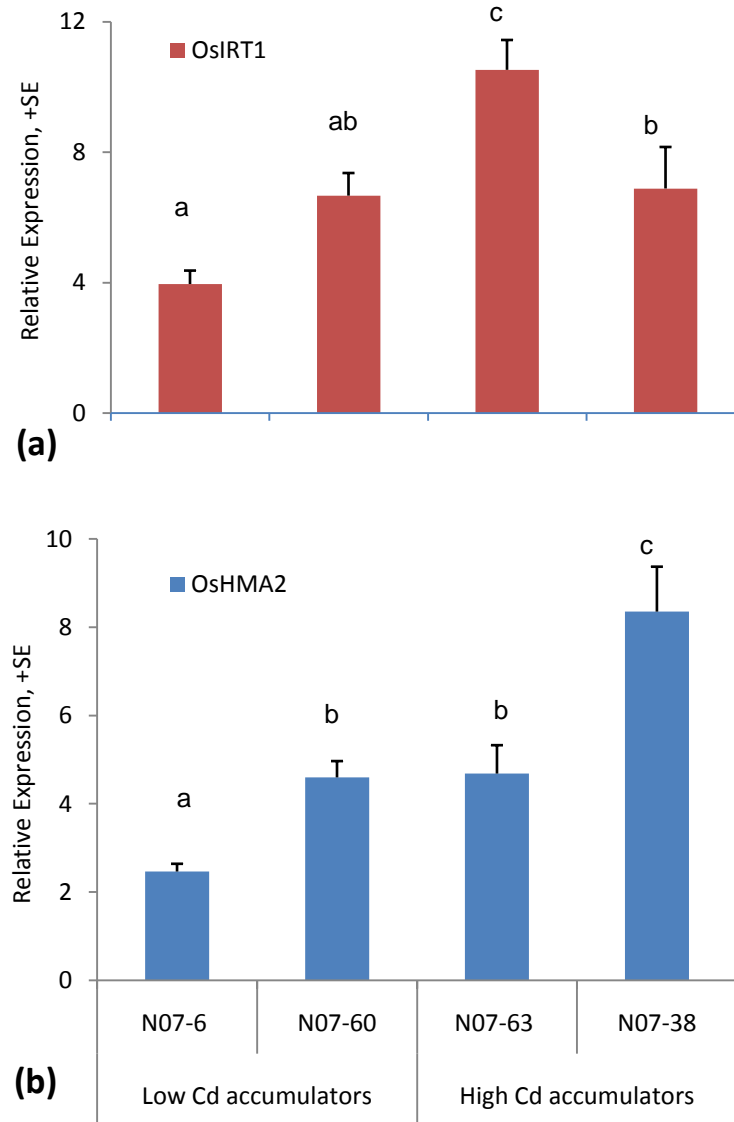 12
c
OsIRT1
ab
b
8
a
4
0
Relative Expression, +SE
(a)
10
c
OsHMA2
8
6
b
b
4
a
2
0
Relative Expression, +SE
N07-6 N07-60 N07-63 N07-38
(b)
Low Cd accumulators High Cd accumulators